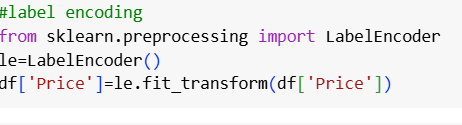 #label encoding
from sklearn.preprocessing import LabelEncoder
le=LabelEncoder()
df['Price']=le.fit_transform(df['Price'])